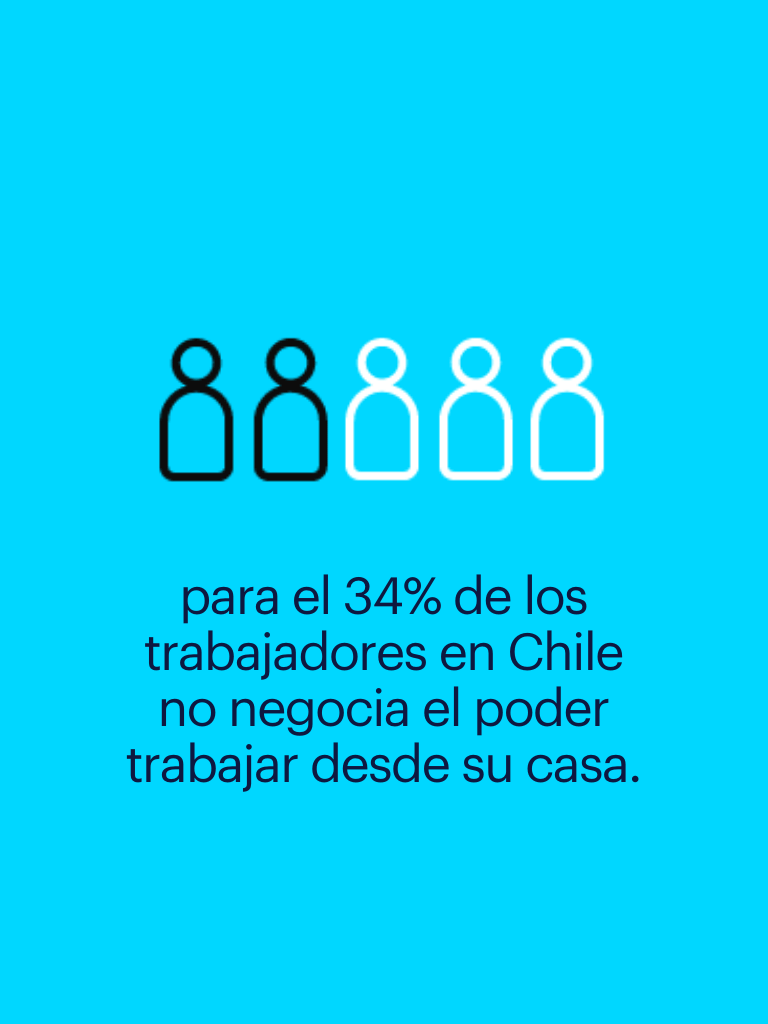 para el 34% de los
trabajadores en Chile
no negocia el poder
trabajar desde su casa.